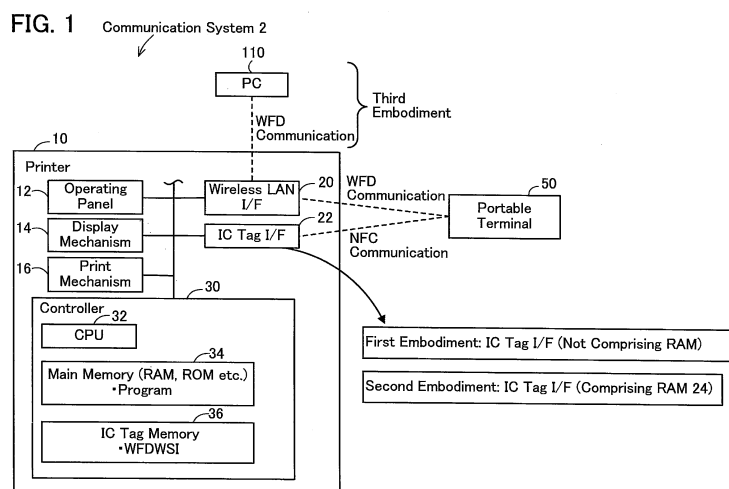 FIG. 1
Communication System 2
110
PC
Third
Embodiment
WFD
Communication
10
Printer
12
Operating
Panel
Wireless LAN
I/F
20
WFD
Communication
50
Portable
Terminal
14
Display
Mechanism
IC Tag I/F
22
NFC
Communication
16
Print
Mechanism
30
Controller
32
CPU
34
Main Memory (RAM, ROM etc.)
・Program
36
IC Tag Memory
・WFDWSI
First Embodiment: IC Tag I/F (Not Comprising RAM)
Second Embodiment: IC Tag I/F (Comprising RAM 24)